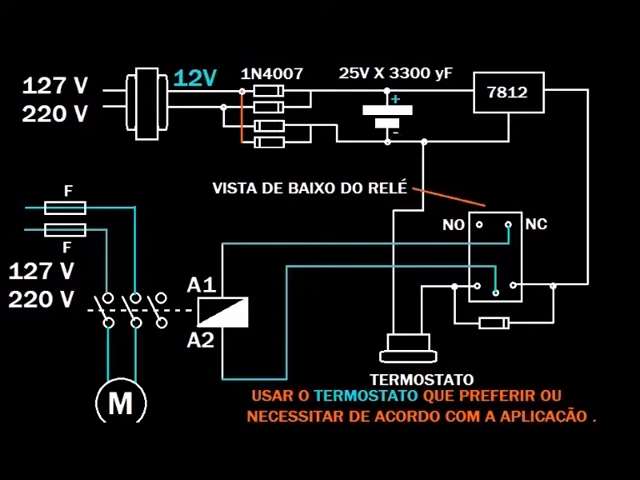 127 V
220 V
12V
1N4007
25V X 3300 yF
+
-
7812
VISTA DE BAIXO DO RELÉ
NO
NC
F
F
127 V
220 V
A1
A2
M
TERMOSTATO
USAR O TERMOSTATO QUE PREFERIR OU
NECESSITAR DE ACORDO COM A APLICAÇÃO .